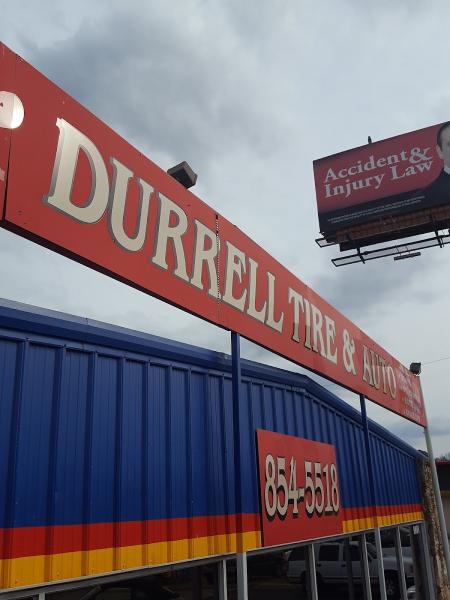 DURRELL TIRE & AUTO
854-5518
Accident &
Injury Law